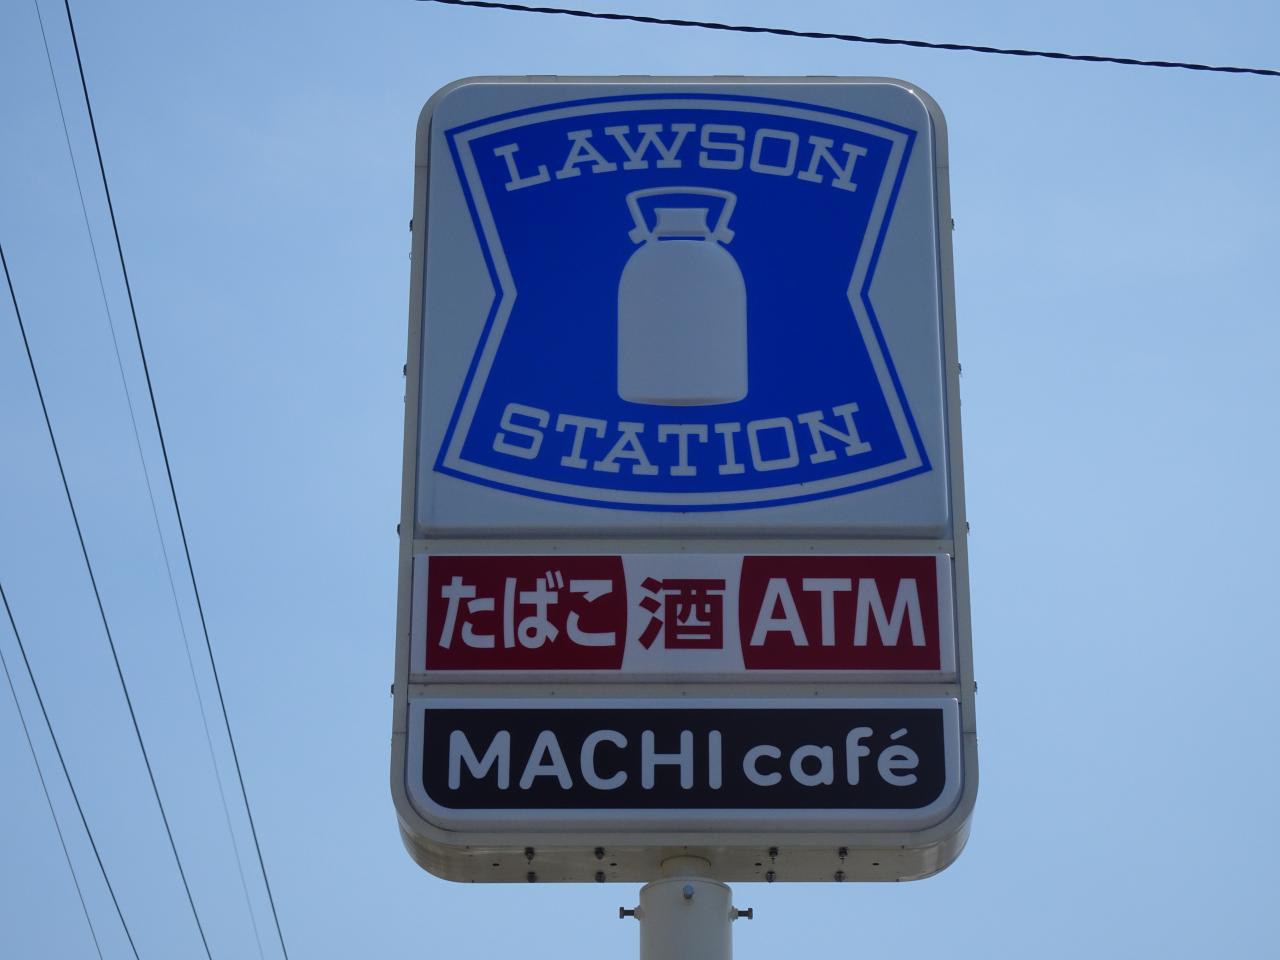 LAWSON
STATION
たばこ 酒 ATM
MACHI café